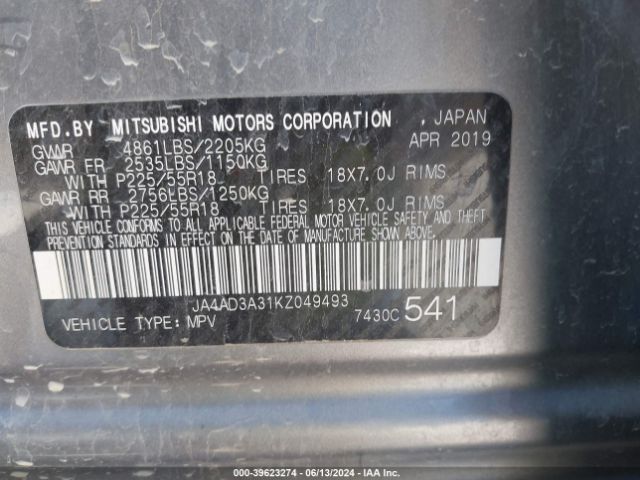 MFD.BY MITSUBISHI MOTORS CORPORATION , JAPAN
GVWR 4861LBS/2205KG APR 2019
GAWR FR 2535LBS/1150KG
WITH P225/55R18 TIRES 18X7.0J RIMS
GAWR RR 2756LBS/1250KG
WITH P225/55R18 TIRES 18X7.0J RIMS
THIS VEHICLE CONFORMS TO ALL APPLICABLE FEDERAL MOTOR VEHICLE SAFETY AND THEFT
PREVENTION STANDARDS IN EFFECT ON THE DATE OF MANUFACTURE SHOWN ABOVE.
JA4AD3A31KZ049493
VEHICLE TYPE: MPV 7430C 541
000-39623274 - 06/13/2024 - IAA Inc.